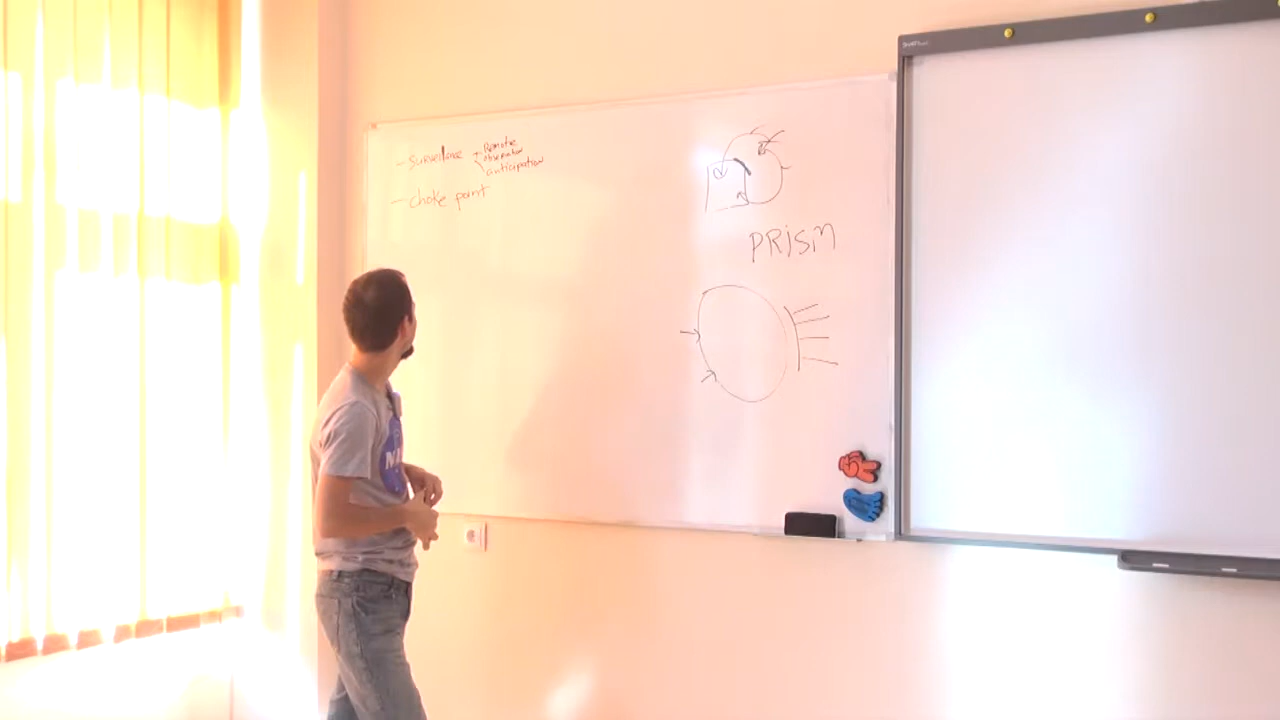 - Surveillance
Remote
observation
anticipation
- choke point
PRISM